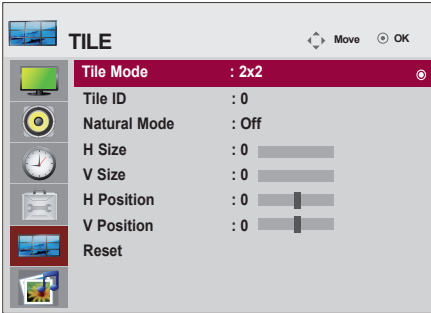 TILE
Move
OK
Tile Mode : 2x2
Tile ID : 0
Natural Mode : Off
H Size : 0
V Size : 0
H Position : 0
V Position : 0
Reset